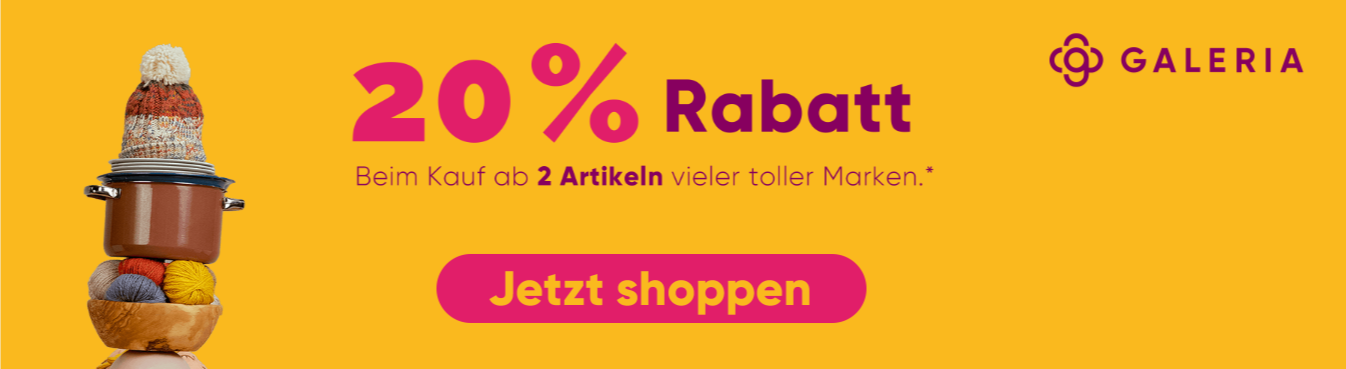 20% Rabatt
GALERIA
Beim Kauf ab 2 Artikeln vieler toller Marken.*
Jetzt shoppen